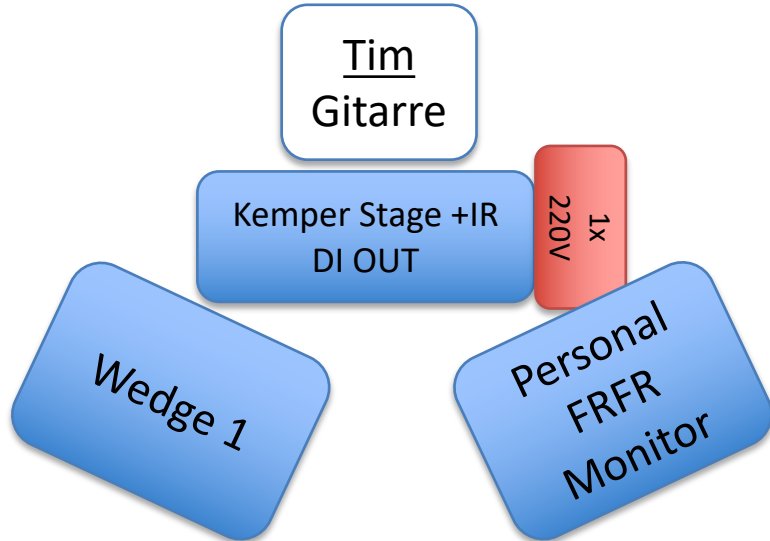 Tim
Gitarre
Kemper Stage +IR
DI OUT
1x
220V
Wedge 1
Personal
FRFR
Monitor